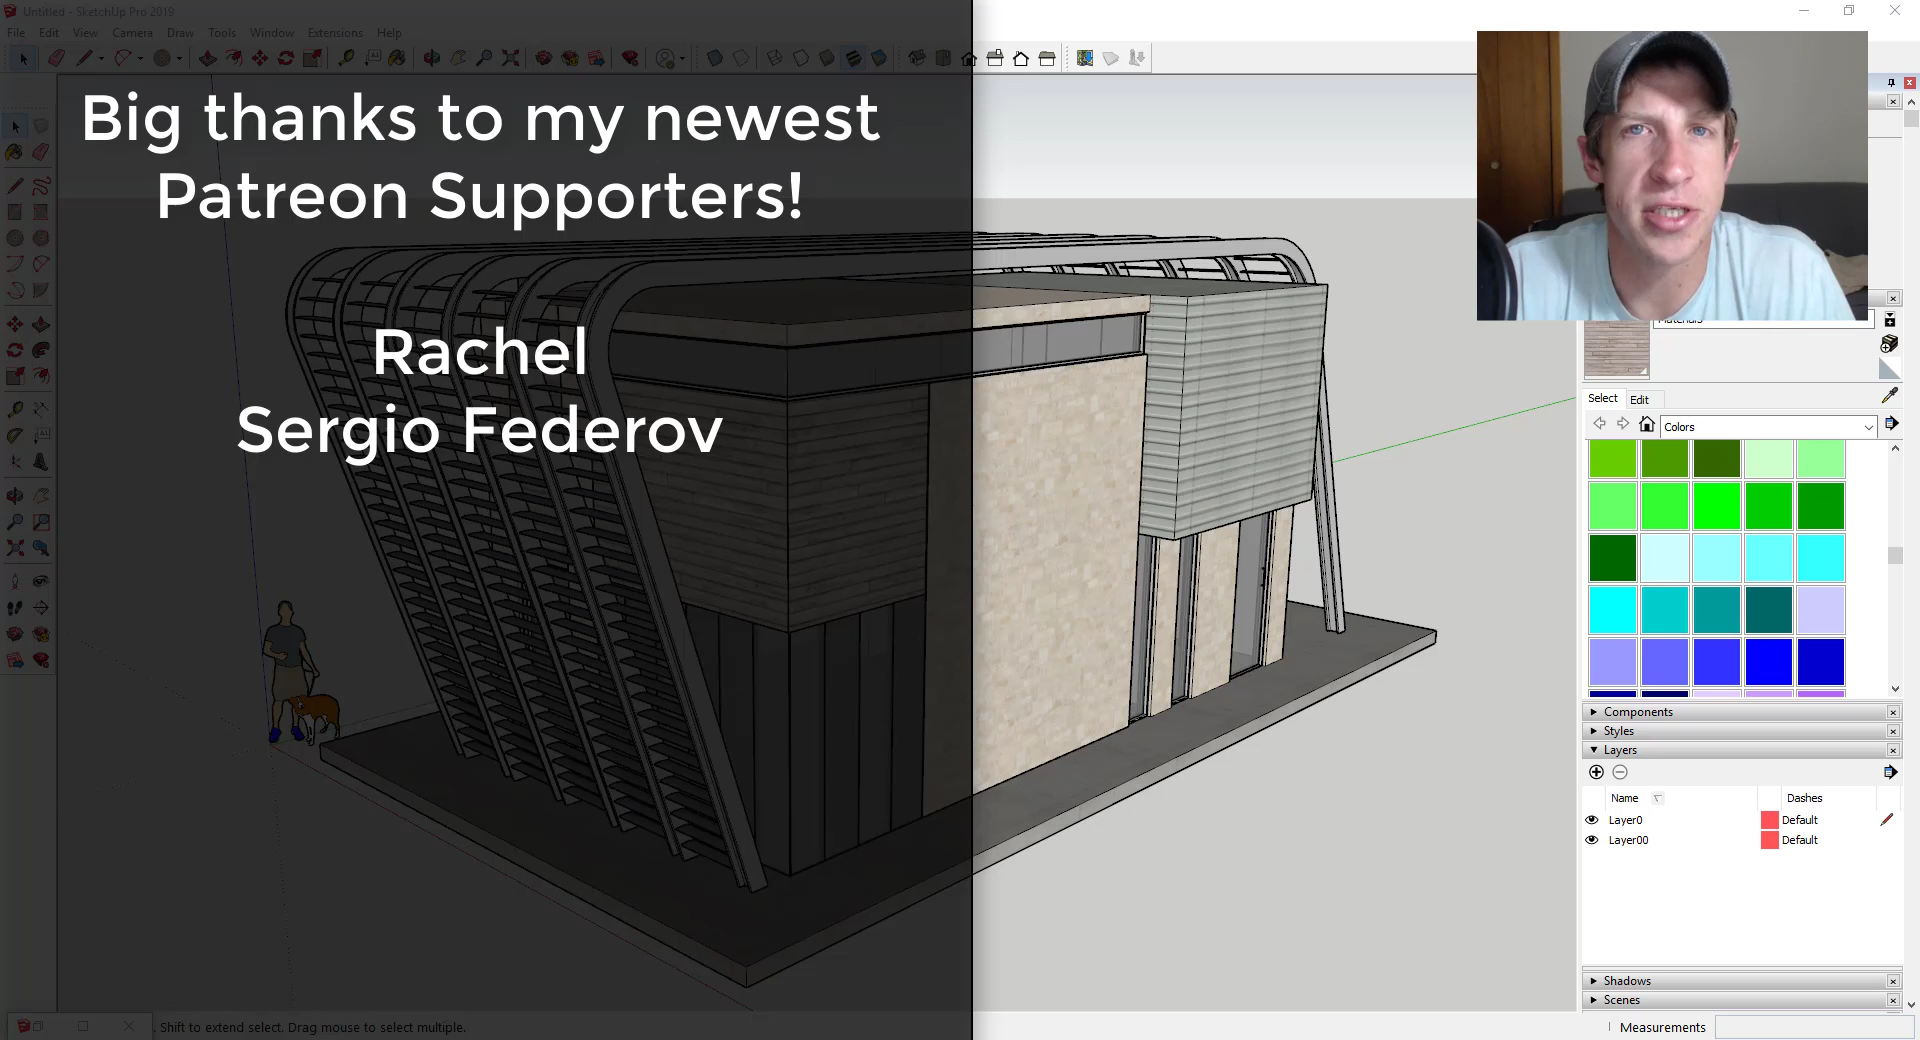 Untitled - SketchUp Pro 2019
File Edit View Camera Draw Tools Window Extensions Help
Big thanks to my newest
Patreon Supporters!
Rachel
Sergio Federov
Materials
Select Edit
Colors
Components
Styles
Layers
Name Dashes
Layer0 Default
Layer00 Default
Shadows
Scenes
. Shift to extend select. Drag mouse to select multiple.
Measurements